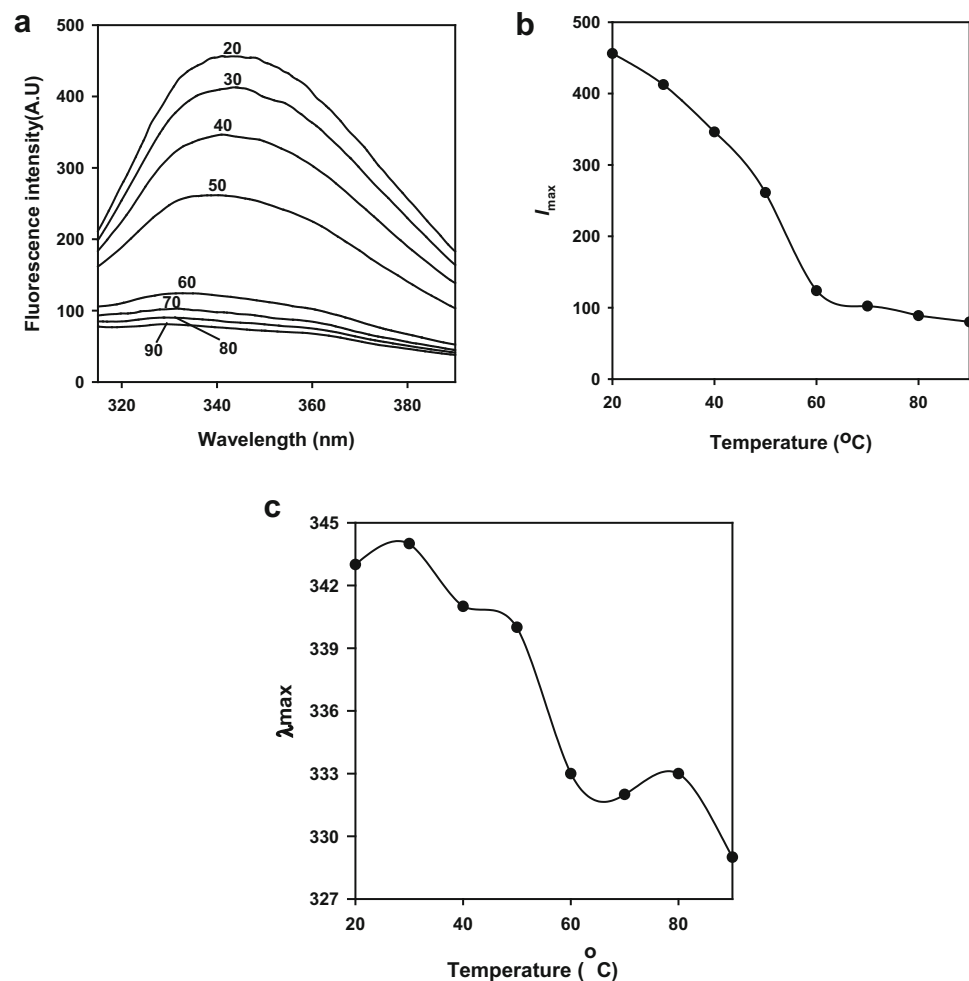 a
500
400
300
200
100
0
Fluorescence intensity(A.U)
20
30
40
50
60
70
80
90
320 340 360 380
Wavelength (nm)
b
500
400
300
200
100
0
Imax
20 40 60 80
Temperature (°C)
c
345
342
339
336
333
330
327
λmax
20 40 60 80
Temperature (°C)